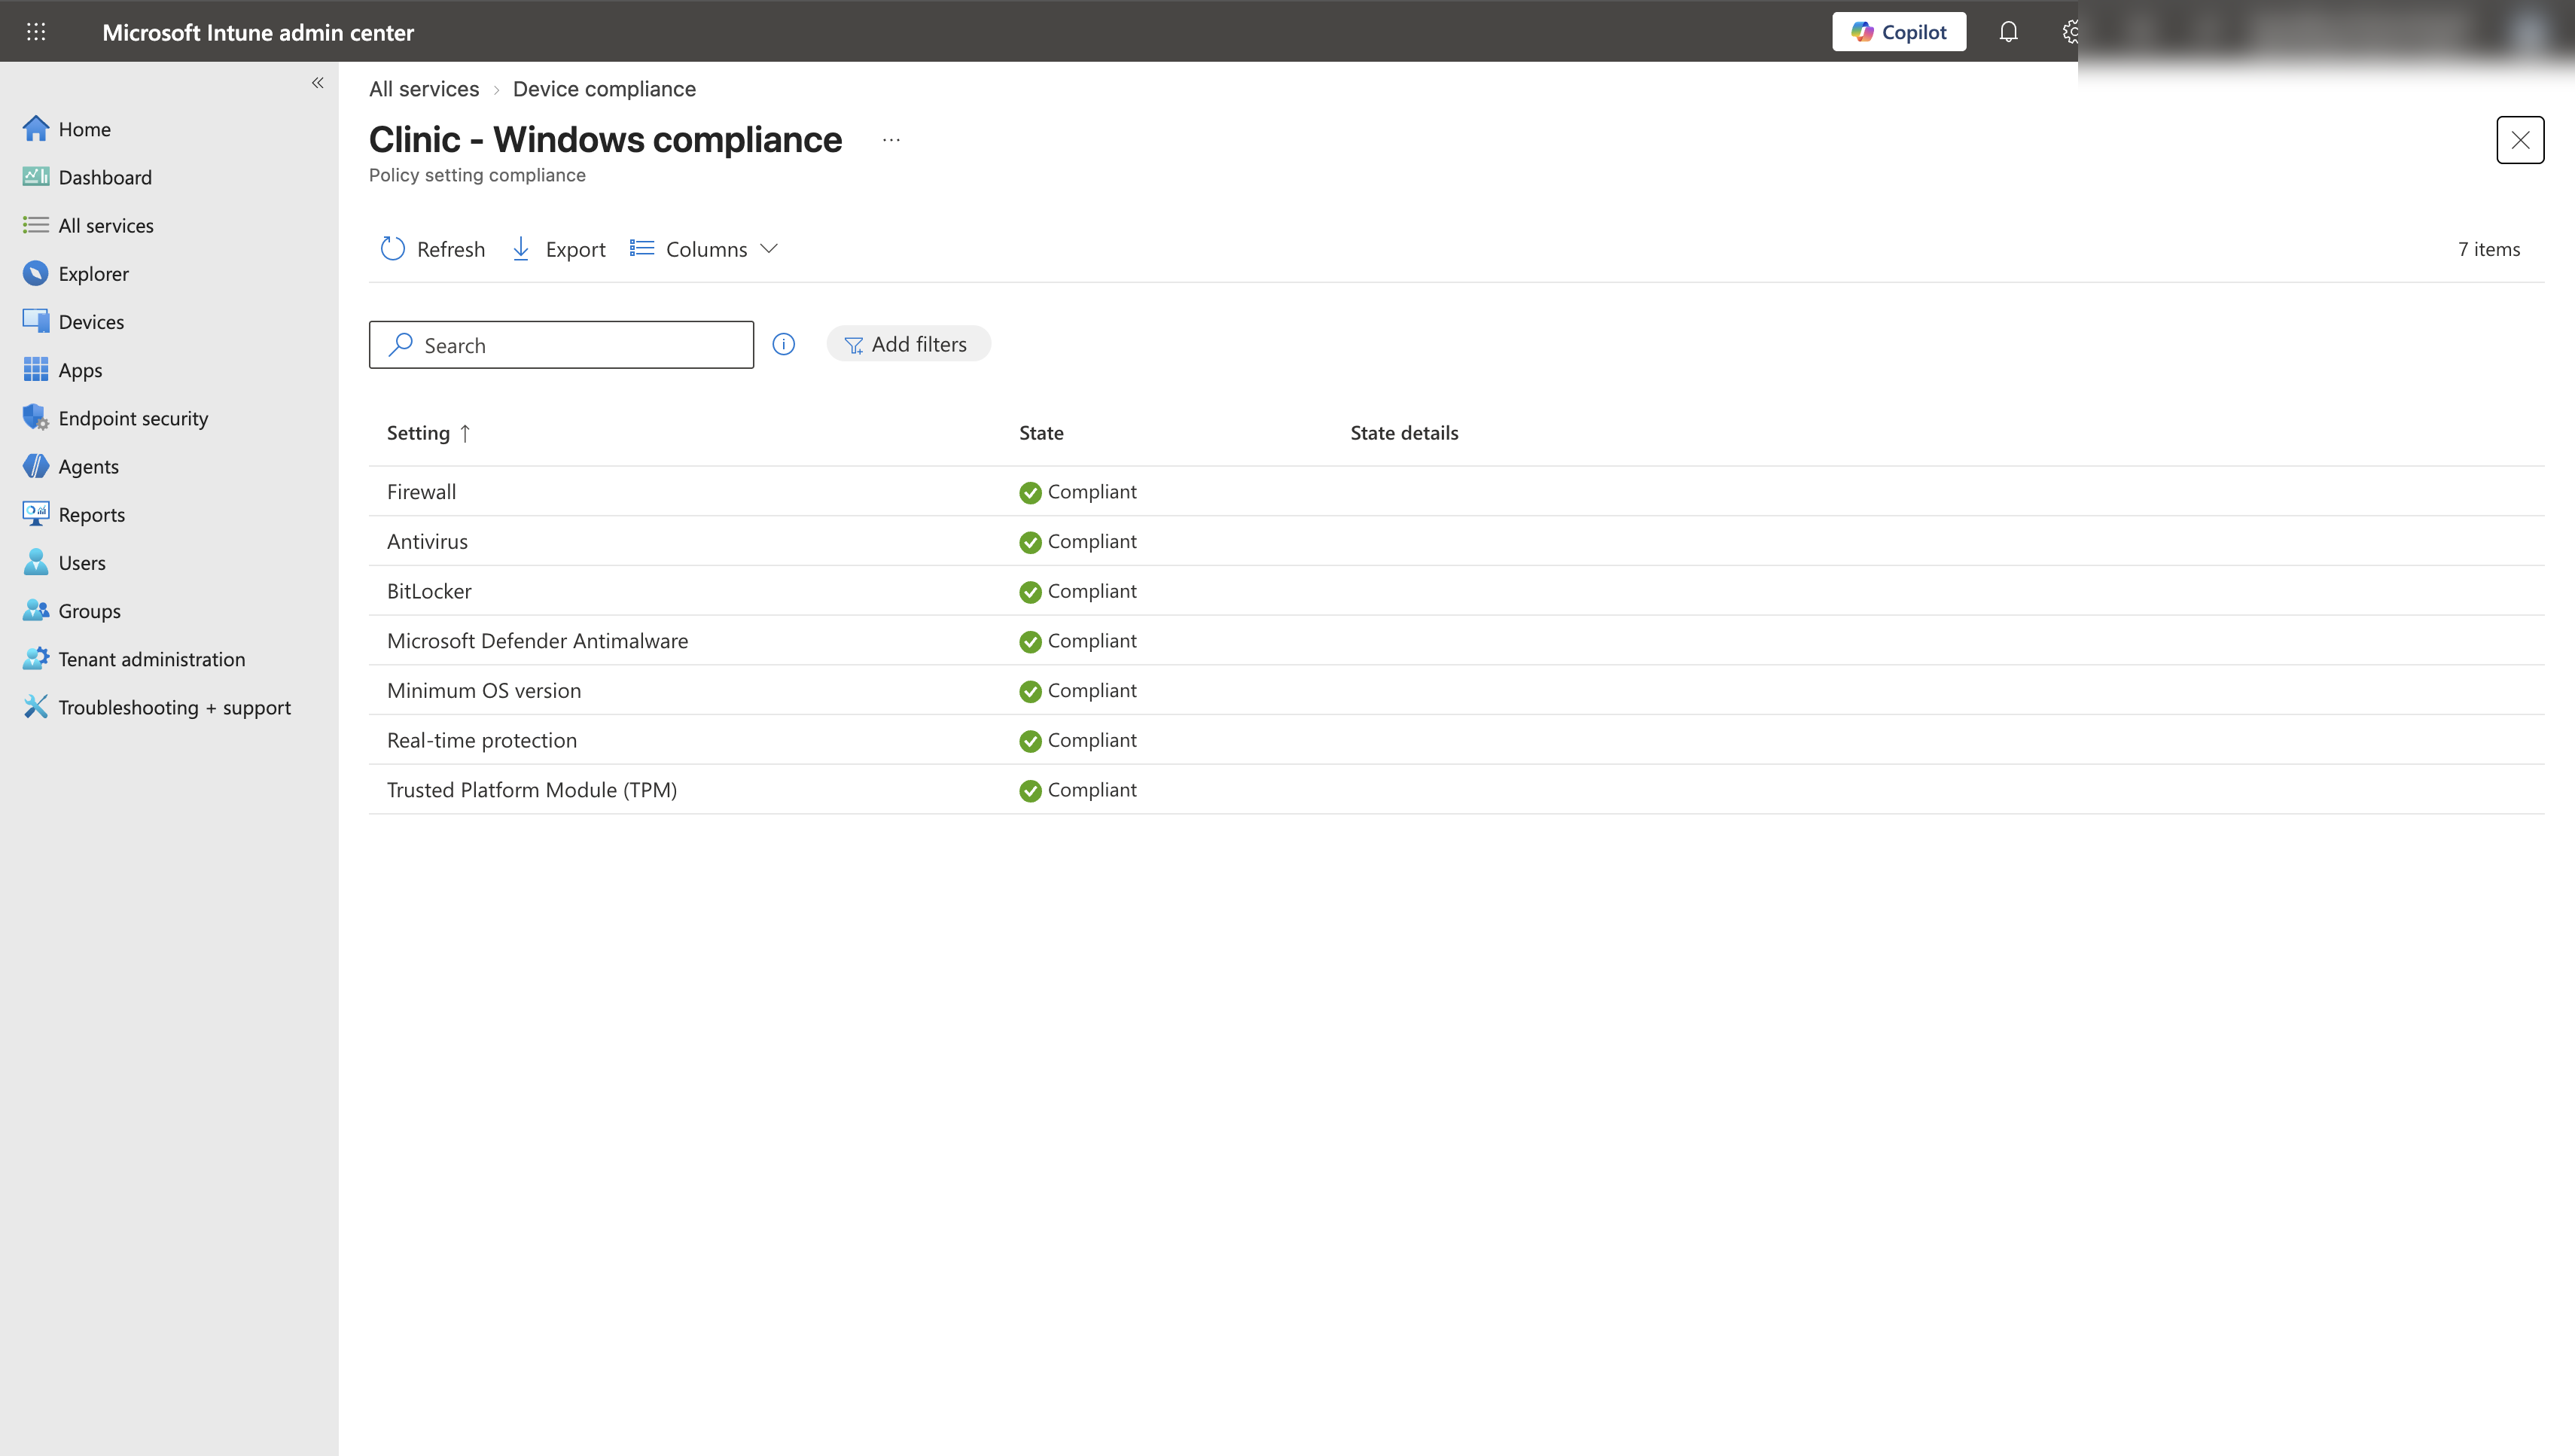 Microsoft Intune admin center
Copilot
Home
Dashboard
All services
Explorer
Devices
Apps
Endpoint security
Agents
Reports
Users
Groups
Tenant administration
Troubleshooting + support
All services > Device compliance
Clinic - Windows compliance ...
Policy setting compliance
Refresh Export Columns 7 items
Search Add filters
Setting ↑ State State details
Firewall Compliant
Antivirus Compliant
BitLocker Compliant
Microsoft Defender Antimalware Compliant
Minimum OS version Compliant
Real-time protection Compliant
Trusted Platform Module (TPM) Compliant